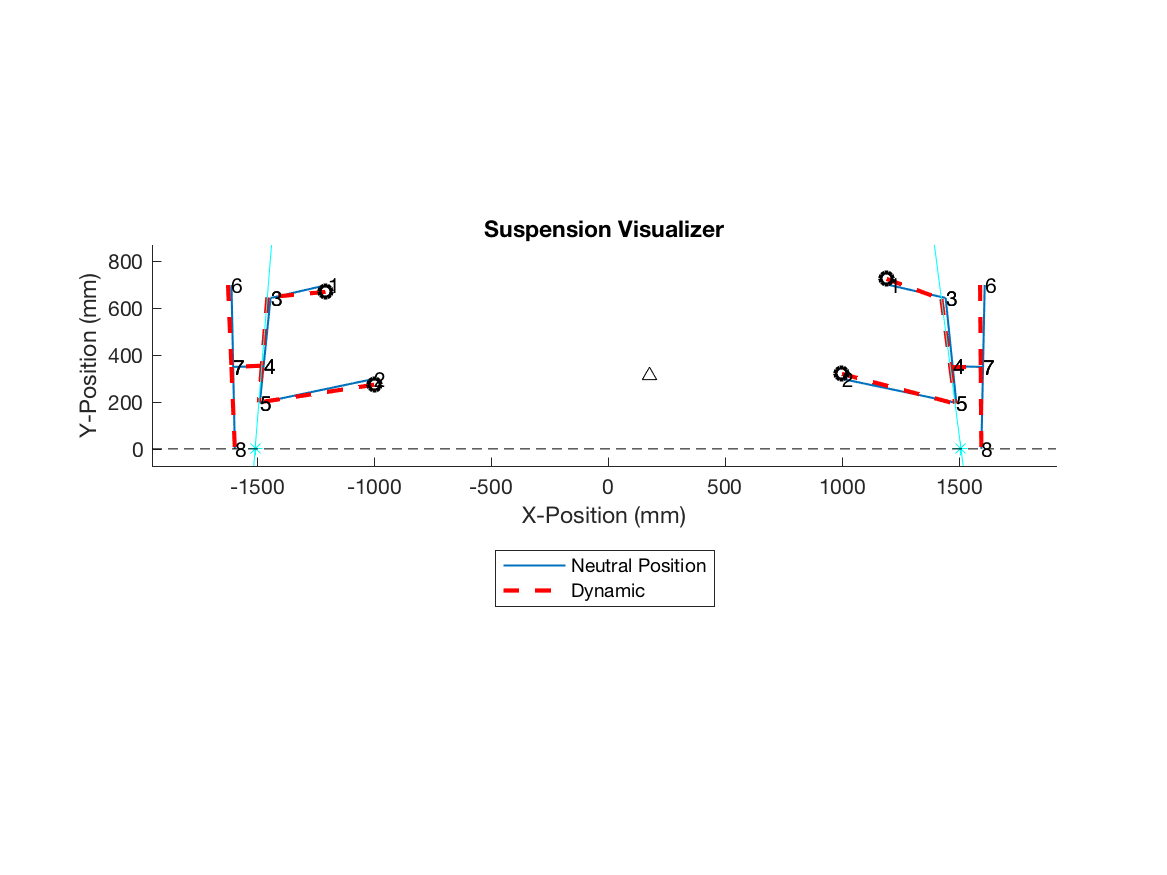 Suspension Visualizer
800
600
400
200
0
Y-Position (mm)
6 3 1
7 4 2
5
8
1 3 6
2 4 7
5
8
-1500 -1000 -500 0 500 1000 1500
X-Position (mm)
Neutral Position
Dynamic